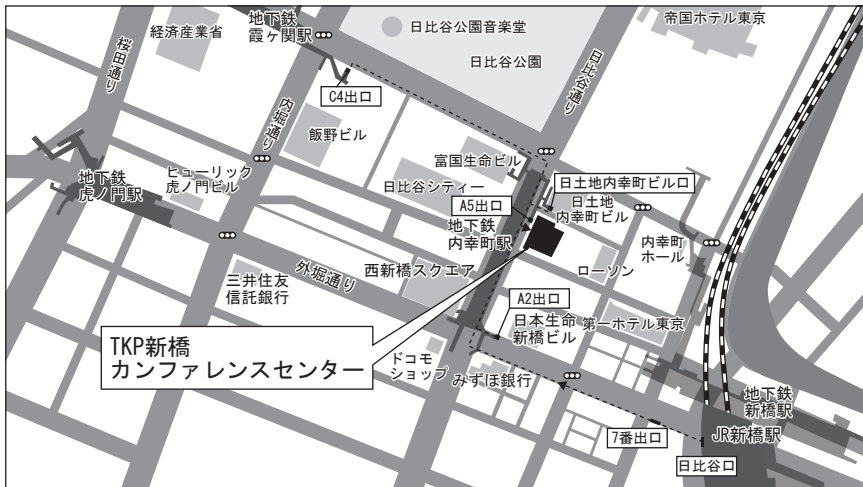 地下鉄
霞ヶ関駅
経済産業省
桜田通り
日比谷公園音楽堂
日比谷公園
日比谷通り
帝国ホテル東京
C4出口
内堀通り
飯野ビル
富国生命ビル
日比谷シティー
地下鉄
虎ノ門駅
ヒューリック
虎ノ門ビル
日土地内幸町ビル口
A5出口
日土地
内幸町ビル
地下鉄
内幸町駅
内幸町
ホール
ローソン
外堀通り
三井住友
信託銀行
西新橋スクエア
A2出口
日本生命
新橋ビル
第一ホテル東京
TKP新橋
カンファレンスセンター
ドコモ
ショップ
みずほ銀行
地下鉄
新橋駅
7番出口
JR新橋駅
日比谷口